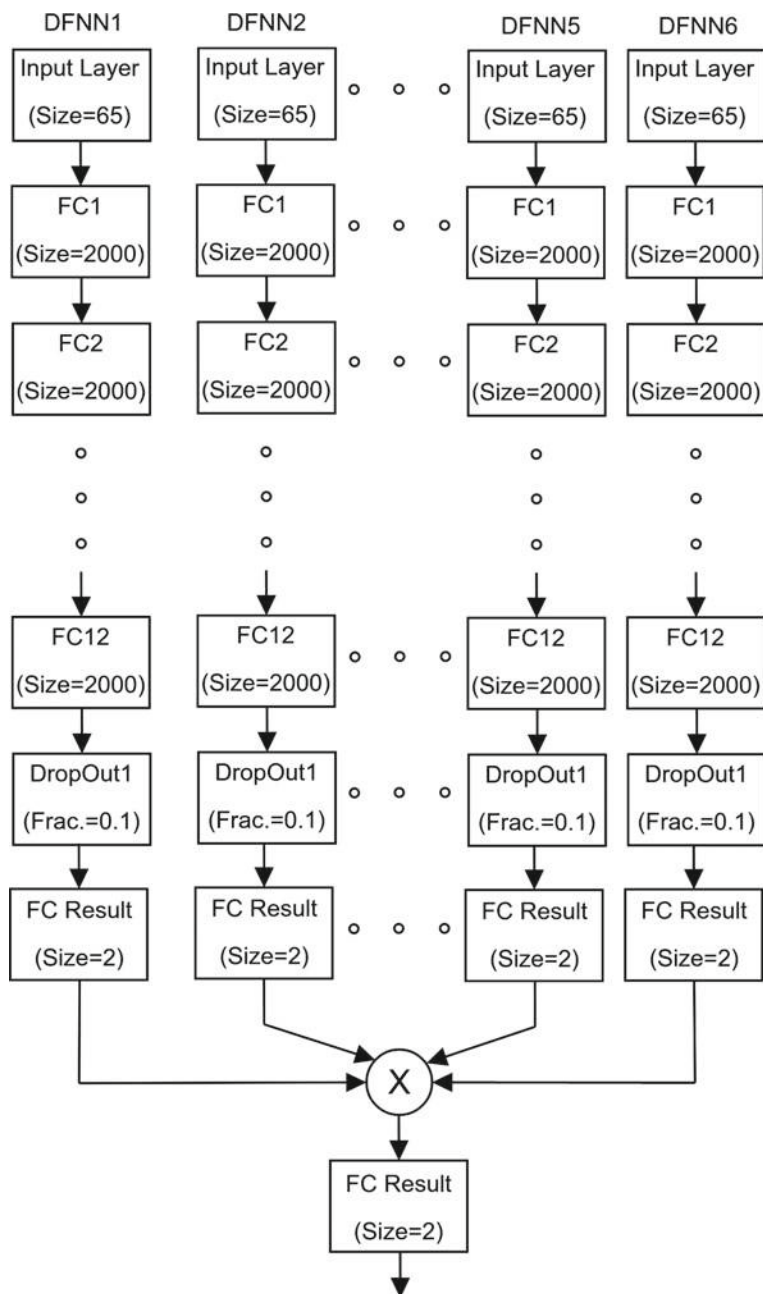 DFNN1 DFNN2 DFNN5 DFNN6
Input Layer Input Layer Input Layer Input Layer
(Size=65) (Size=65) (Size=65) (Size=65)
FC1 FC1 FC1 FC1
(Size=2000) (Size=2000) (Size=2000) (Size=2000)
FC2 FC2 FC2 FC2
(Size=2000) (Size=2000) (Size=2000) (Size=2000)
FC12 FC12 FC12 FC12
(Size=2000) (Size=2000) (Size=2000) (Size=2000)
DropOut1 DropOut1 DropOut1 DropOut1
(Frac.=0.1) (Frac.=0.1) (Frac.=0.1) (Frac.=0.1)
FC Result FC Result FC Result FC Result
(Size=2) (Size=2) (Size=2) (Size=2)
X
FC Result
(Size=2)